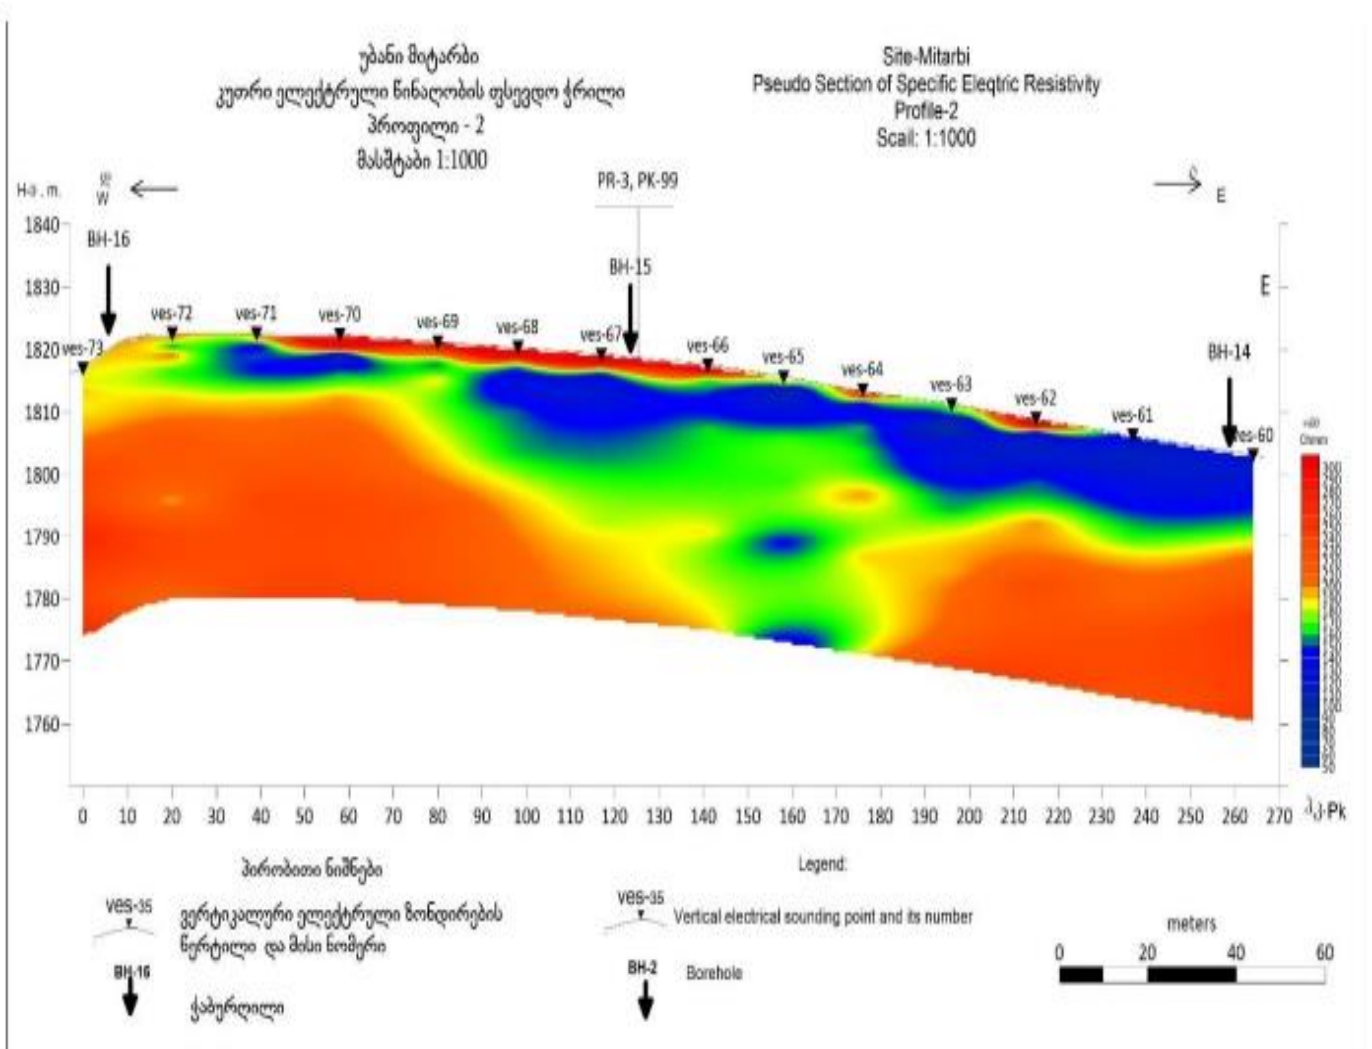 უბანი მიტარბი
კუთრი ელექტრული წინაღობის ფსევდო ჭრილი
პროფილი - 2
მასშტაბი 1:1000
Site-Mitarbi
Pseudo Section of Specific Eleqtric Resistivity
Profile-2
Scail: 1:1000
H-ა. m.
W
PR-3, PK-99
E
BH-16
BH-15
BH-14
E
1840
1830
1820
1810
1800
1790
1780
1770
1760
ves-73
ves-72
ves-71
ves-70
ves-69
ves-68
ves-67
ves-66
ves-65
ves-64
ves-63
ves-62
ves-61
ves-60
0 10 20 30 40 50 60 70 80 90 100 110 120 130 140 150 160 170 180 190 200 210 220 230 240 250 260 270 პკ-Pk
პირობითი ნიშნები
ves-35 ვერტიკალური ელექტრული ზონდირების
წერტილი და მისი ნომერი
BH-16
ჭაბურღილი
Legend:
ves-35 Vertical electrical sounding point and its number
BH-2 Borehole
meters
0 20 40 60